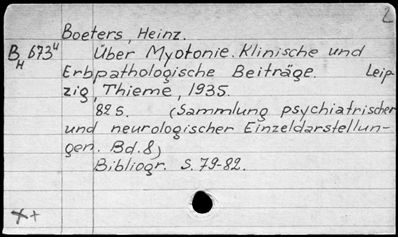 L
Boeters, Heinz.
B 673ᴴ Über Myotonie. Klinische und
H
Erbpathologische Beiträge. Leip-
zig, Thieme, 1935.
82 S. (Sammlung psychiatrischer
und neurologischer Einzeldarstellun-
gen. Bd. 8)
Bibliogr. S. 79-82.